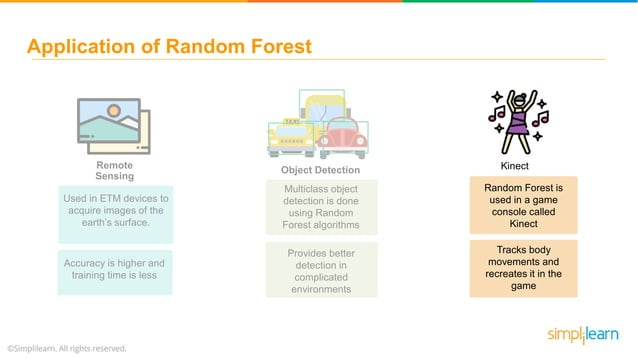 Application of Random Forest
TAXI
Remote
Sensing
Used in ETM devices to
acquire images of the
earth's surface.
Accuracy is higher and
training time is less
Object Detection
Multiclass object
detection is done
using Random
Forest algorithms
Provides better
detection in
complicated
environments
Kinect
Random Forest is
used in a game
console called
Kinect
Tracks body
movements and
recreates it in the
game
©Simplilearn. All rights reserved.
simplilearn